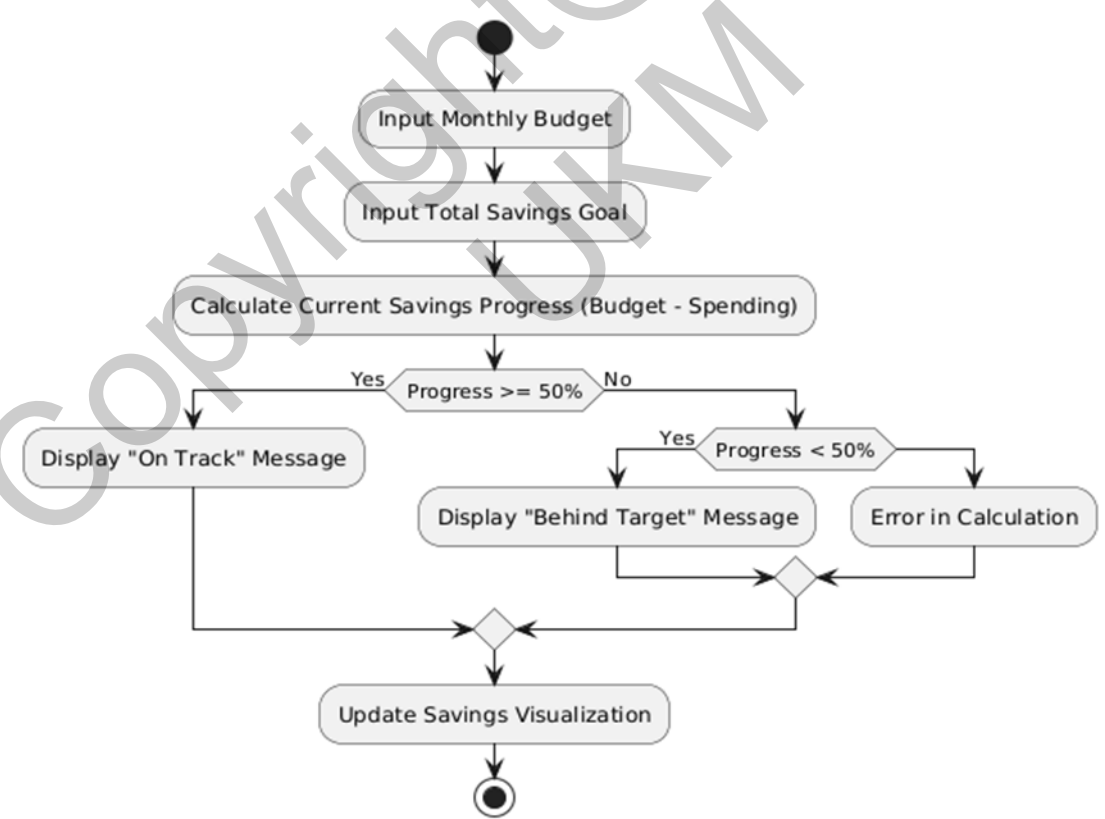 Copyright©
UKM
Input Monthly Budget
Input Total Savings Goal
Calculate Current Savings Progress (Budget - Spending)
Yes
Progress >= 50%
No
Display "On Track" Message
Yes
Progress < 50%
Display "Behind Target" Message
Error in Calculation
Update Savings Visualization